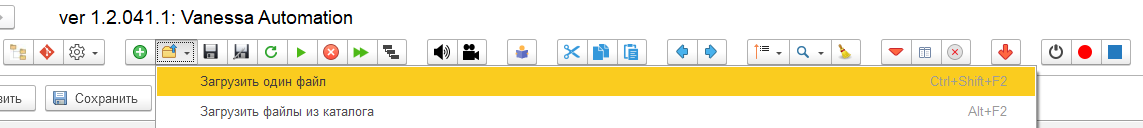 ver 1.2.041.1: Vanessa Automation
Загрузить один файл Ctrl+Shift+F2
Сохранить
Загрузить файлы из каталога Alt+F2